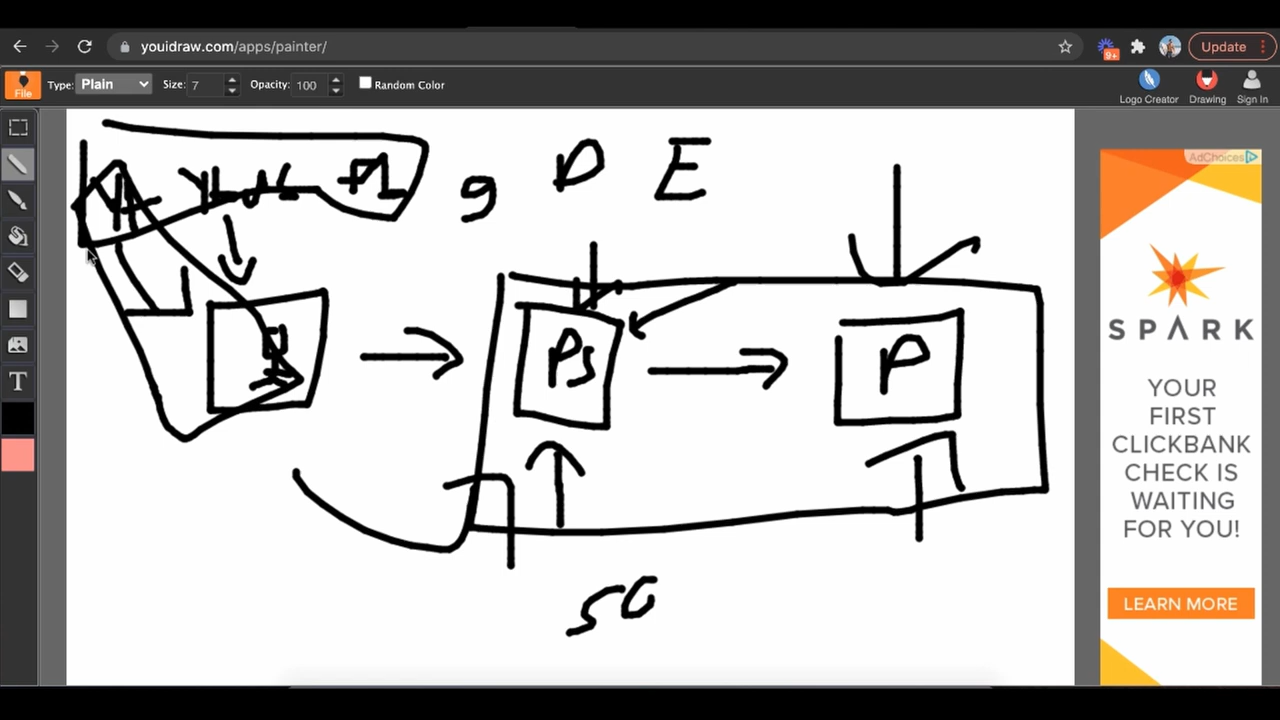 youidraw.com/apps/painter/
9+
Update
File
Type: Plain
Size: 7
Opacity: 100
Random Color
Logo Creator
Drawing
Sign In
AdChoices
T
9 D E
Ps
P
SPARK
YOUR
FIRST
CLICKBANK
CHECK IS
WAITING
FOR YOU!
LEARN MORE